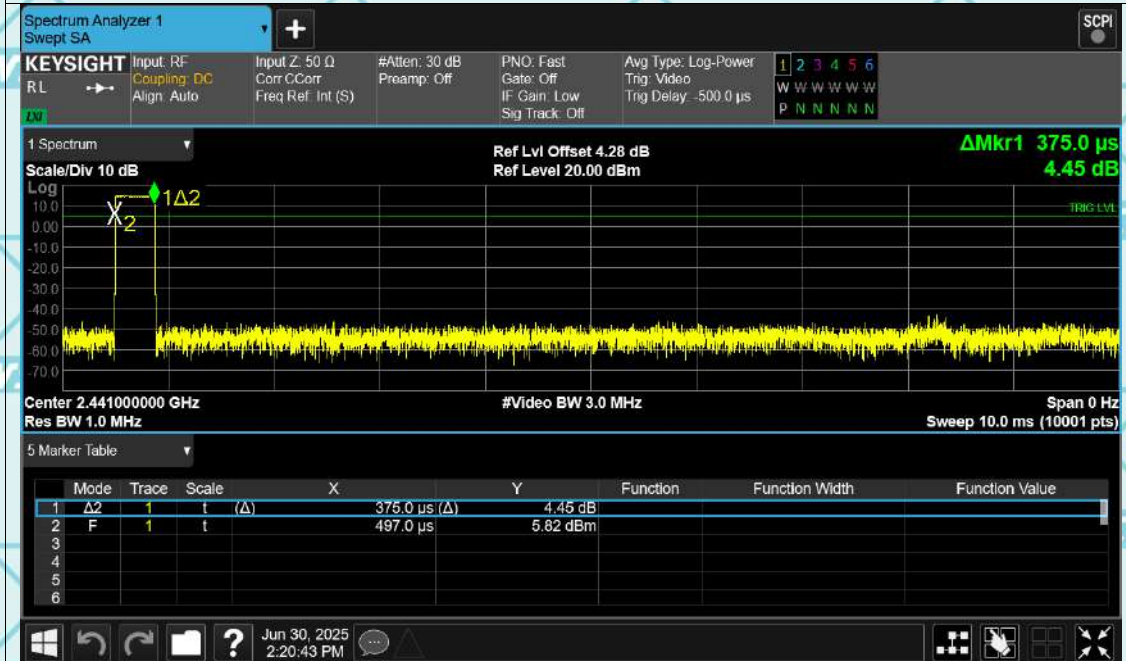 Spectrum Analyzer 1
Swept SA
+
SCPI
KEYSIGHT Input: RF Input Z: 50 Ω #Atten: 30 dB PNO: Fast Avg Type: Log-Power 1 2 3 4 5 6
RL Coupling: DC Corr CCorr Preamp: Off Gate: Off Trig: Video W W W W W W
Align: Auto Freq Ref: Int (S) IF Gain: Low Trig Delay: -500.0 µs P N N N N N
LXI Sig Track: Off
1 Spectrum Ref Lvl Offset 4.28 dB ΔMkr1 375.0 µs
Scale/Div 10 dB Ref Level 20.00 dBm 4.45 dB
Log
10.0 1Δ2 TRIG LVL
0.00 X2
-10.0
-20.0
-30.0
-40.0
-50.0
-60.0
-70.0
Center 2.441000000 GHz #Video BW 3.0 MHz Span 0 Hz
Res BW 1.0 MHz Sweep 10.0 ms (10001 pts)
5 Marker Table
Mode Trace Scale X Y Function Function Width Function Value
1 Δ2 1 t (Δ) 375.0 µs (Δ) 4.45 dB
2 F 1 t 497.0 µs 5.82 dBm
3
4
5
6
? Jun 30, 2025
2:20:43 PM